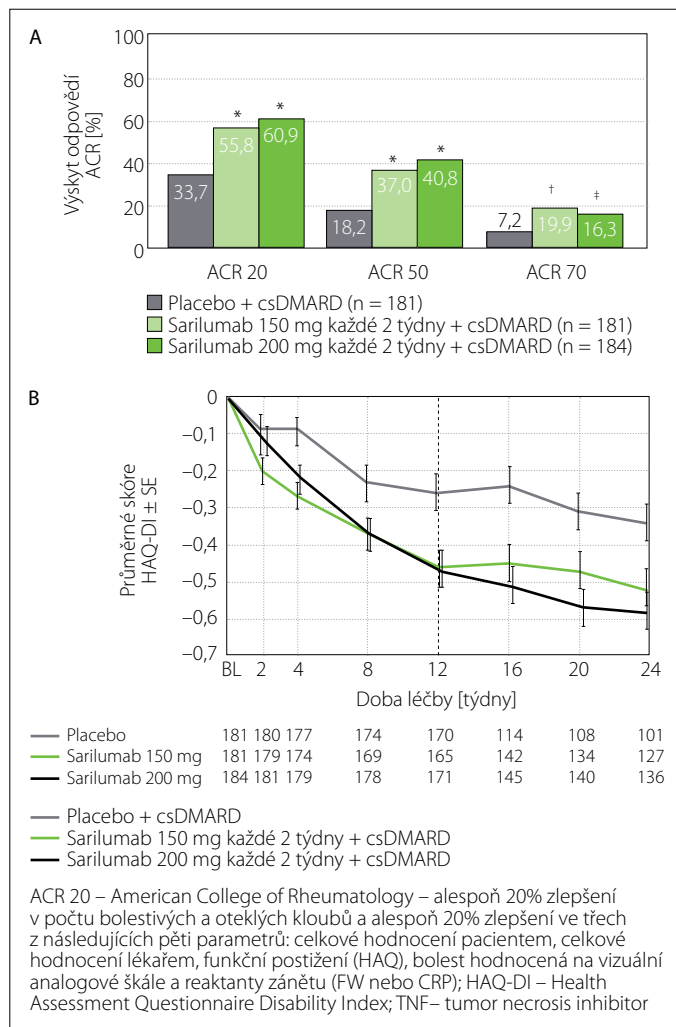 A
100
80
60
40
20
0
Výskyt odpovědí
ACR [%]
33,7
*
55,8
*
60,9
18,2
*
37,0
*
40,8
7,2
†
19,9
‡
16,3
ACR 20 ACR 50 ACR 70
Placebo + csDMARD (n = 181)
Sarilumab 150 mg každé 2 týdny + csDMARD (n = 181)
Sarilumab 200 mg každé 2 týdny + csDMARD (n = 184)
B
0
–0,1
–0,2
–0,3
–0,4
–0,5
–0,6
–0,7
Průměrné skóre
HAQ-DI ± SE
BL 2 4 8 12 16 20 24
Doba léčby [týdny]
Placebo 181 180 177 174 170 114 108 101
Sarilumab 150 mg 181 179 174 169 165 142 134 127
Sarilumab 200 mg 184 181 179 178 171 145 140 136
Placebo + csDMARD
Sarilumab 150 mg každé 2 týdny + csDMARD
Sarilumab 200 mg každé 2 týdny + csDMARD
ACR 20 – American College of Rheumatology – alespoň 20% zlepšení
v počtu bolestivých a oteklých kloubů a alespoň 20% zlepšení ve třech
z následujících pěti parametrů: celkové hodnocení pacientem, celkové
hodnocení lékařem, funkční postižení (HAQ), bolest hodnocená na vizuální
analogové škále a reaktanty zánětu (FW nebo CRP); HAQ-DI – Health
Assessment Questionnaire Disability Index; TNF– tumor necrosis inhibitor